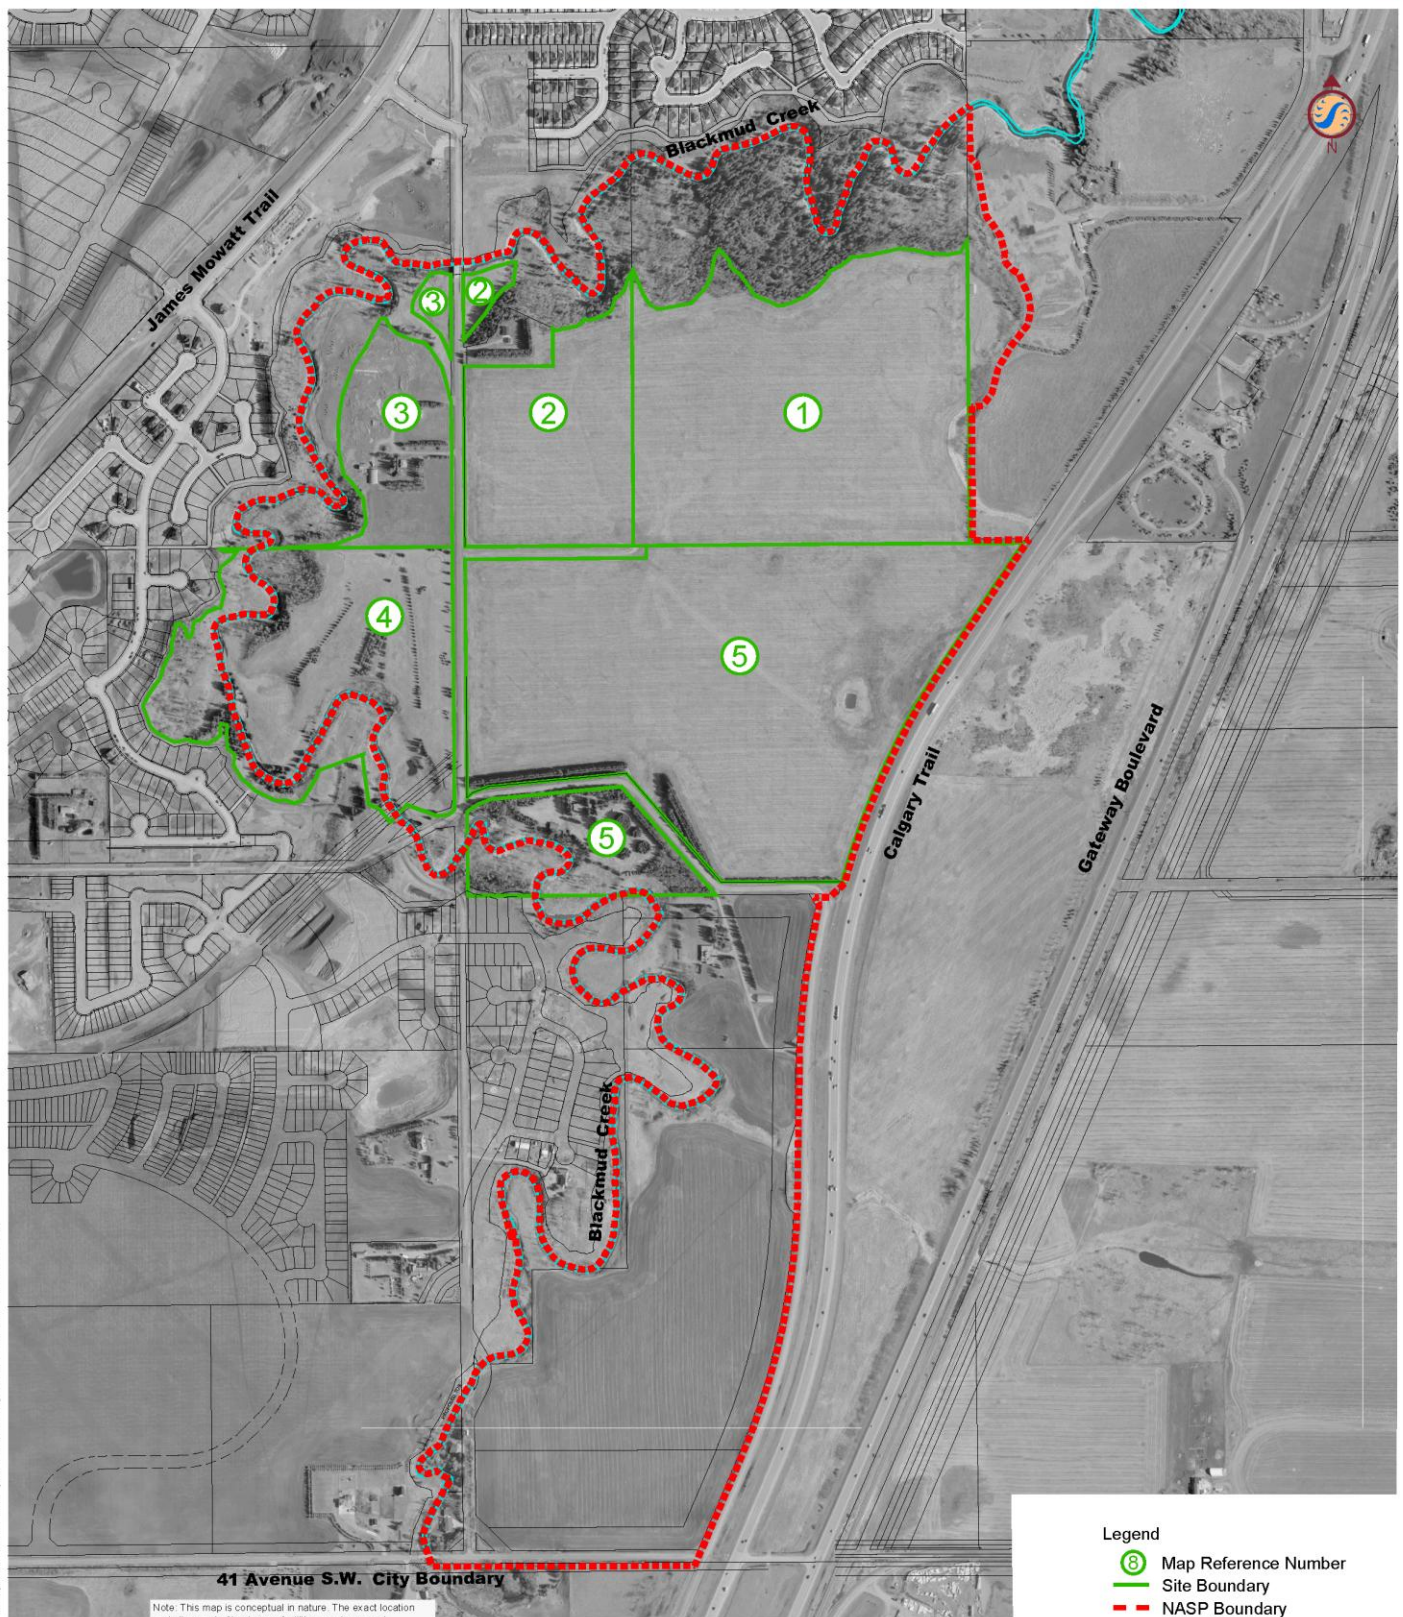 Blackmud Creek
N
James Mowatt Trail
3
2
3
2
1
4
5
5
Calgary Trail
Gateway Boulevard
Blackmud Creek
41 Avenue S.W. City Boundary
Note: This map is conceptual in nature. The exact location
Legend
8 Map Reference Number
Site Boundary
NASP Boundary